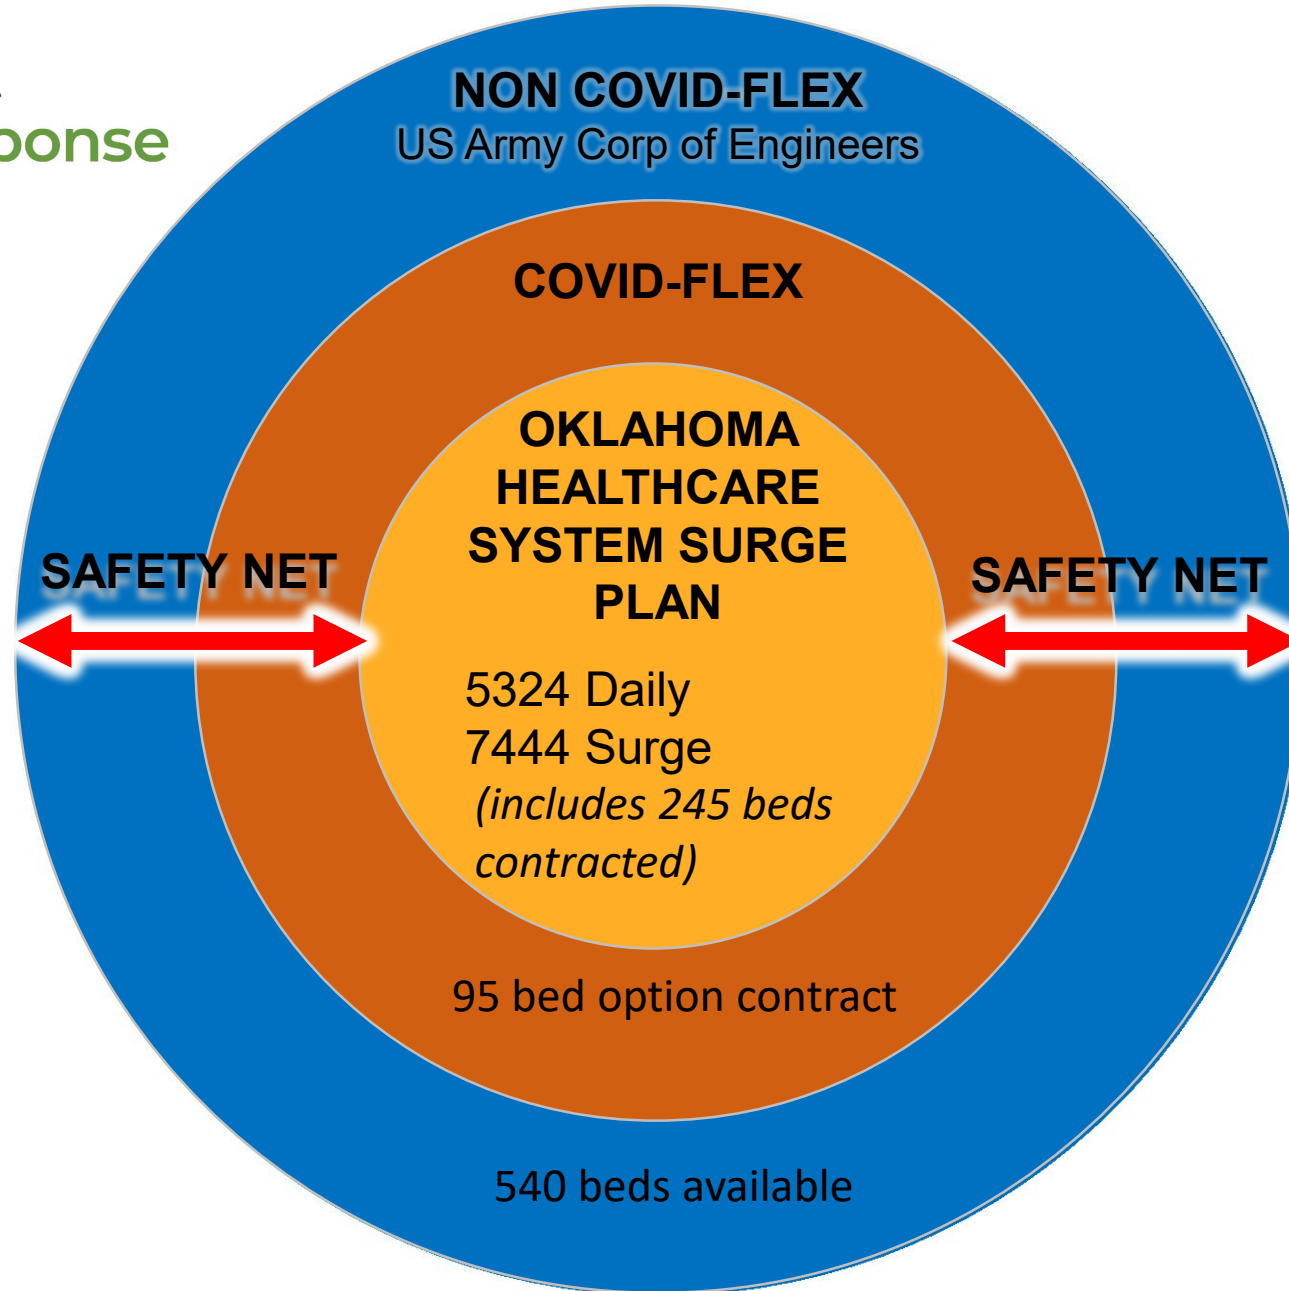 NON COVID-FLEX
US Army Corp of Engineers
COVID-FLEX
OKLAHOMA
HEALTHCARE
SYSTEM SURGE
PLAN
SAFETY NET
SAFETY NET
5324 Daily
7444 Surge
(includes 245 beds
contracted)
95 bed option contract
540 beds available